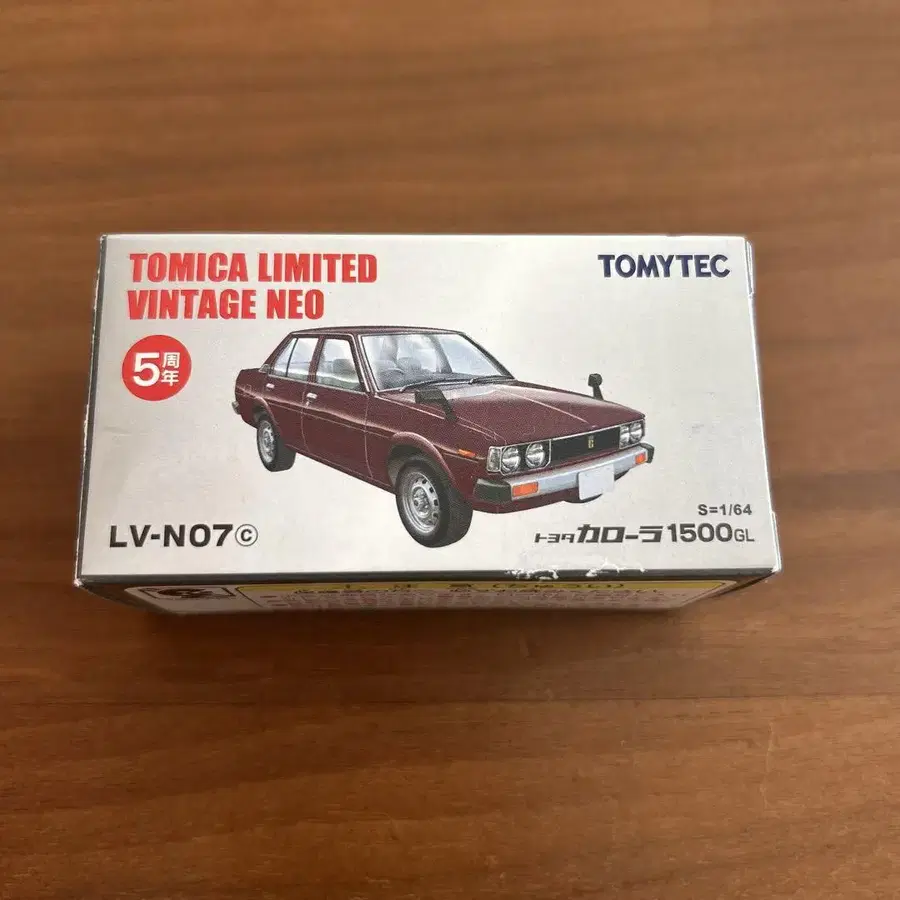 TOMICA LIMITED
VINTAGE NEO
TOMYTEC
5周年
S=1/64
LV-N07 ©
トヨタカローラ1500GL